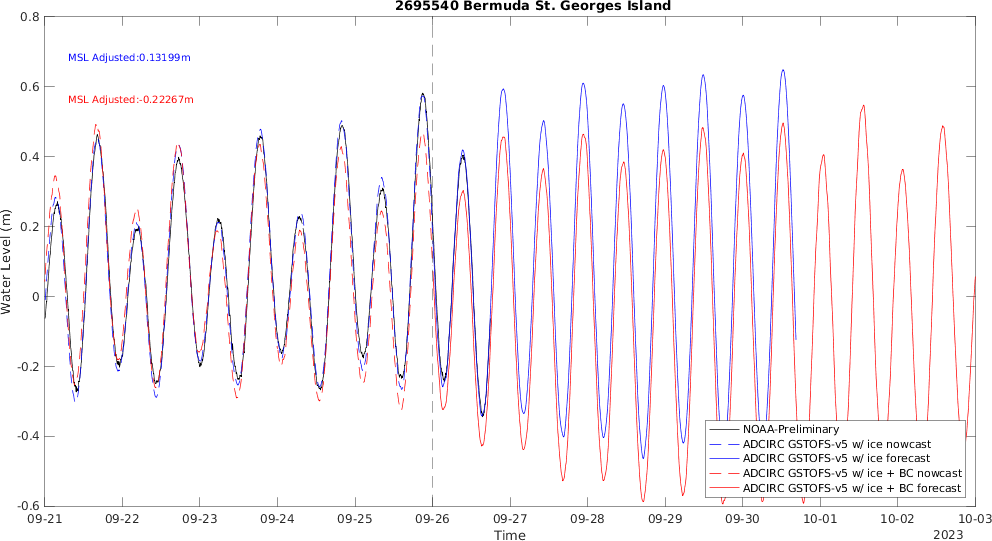 2695540 Bermuda St. Georges Island
MSL Adjusted:0.13199m
MSL Adjusted:-0.22267m
Water Level (m)
0.8
0.6
0.4
0.2
0
-0.2
-0.4
-0.6
NOAA-Preliminary
ADCIRC GSTOFS-v5 w/ ice nowcast
ADCIRC GSTOFS-v5 w/ ice forecast
ADCIRC GSTOFS-v5 w/ ice + BC nowcast
ADCIRC GSTOFS-v5 w/ ice + BC forecast
09-21 09-22 09-23 09-24 09-25 09-26 09-27 09-28 09-29 09-30 10-01 10-02 10-03
Time
2023